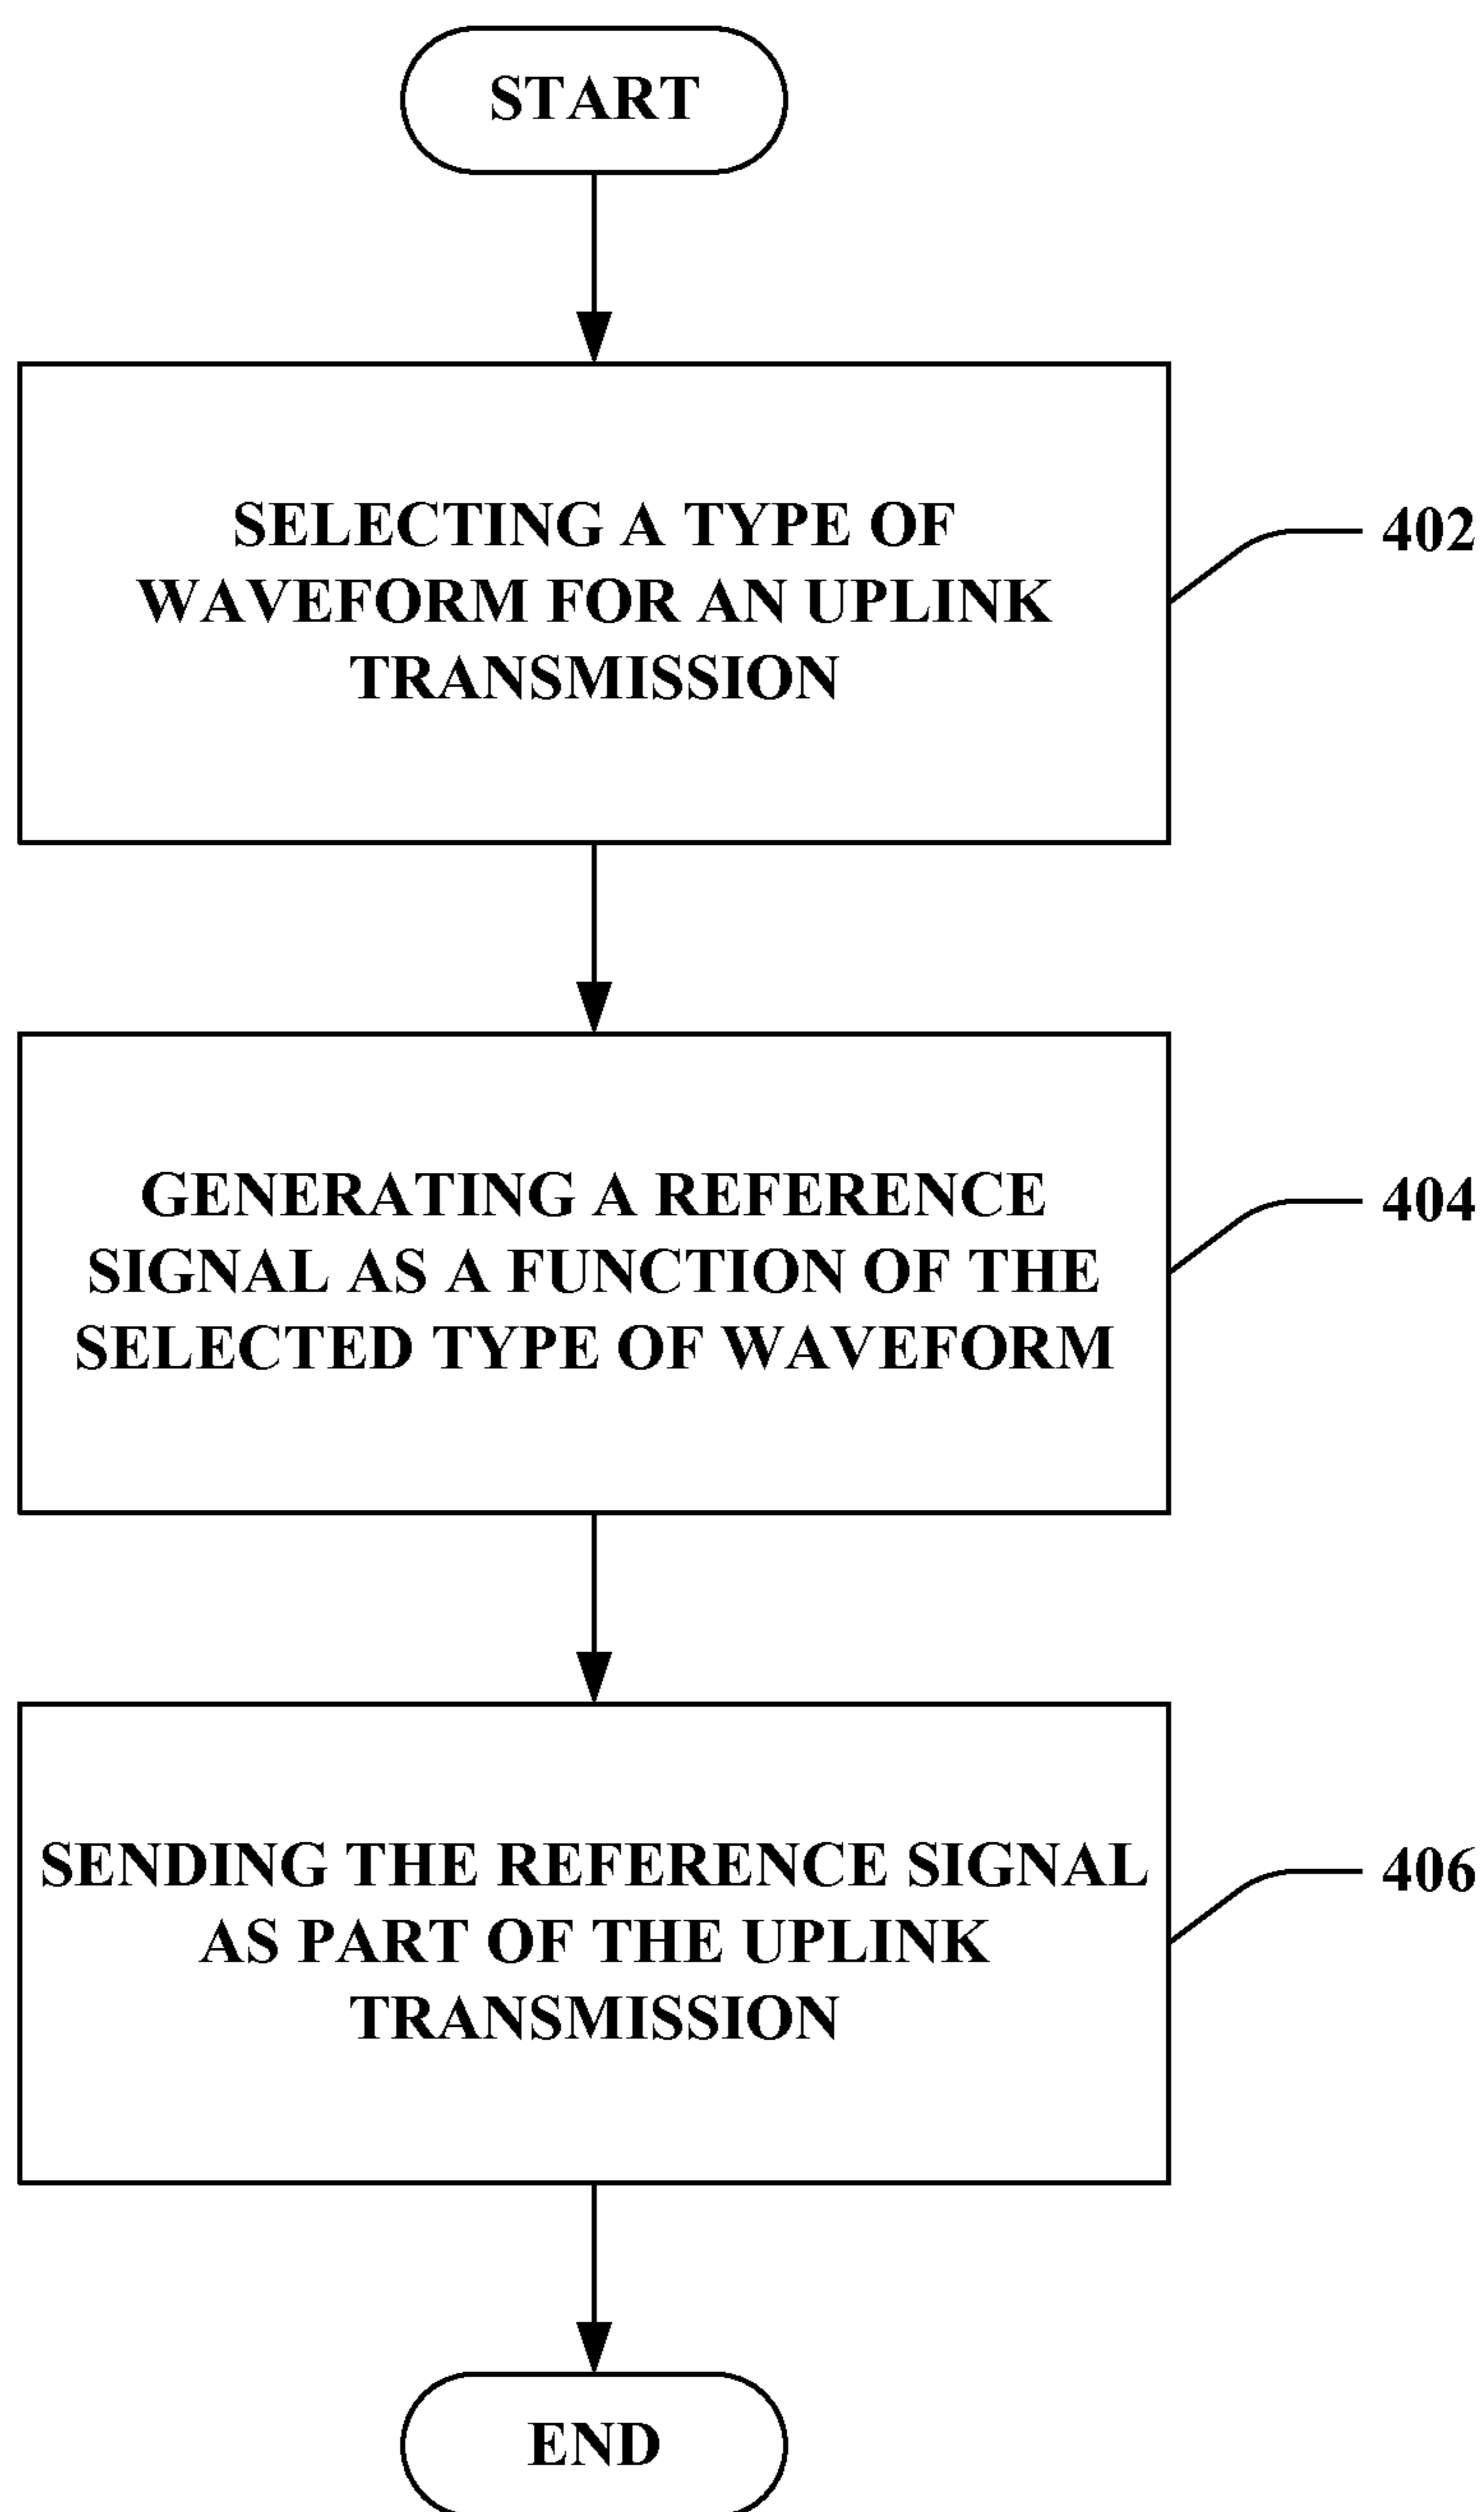 START
SELECTING A TYPE OF
WAVEFORM FOR AN UPLINK
TRANSMISSION
402
GENERATING A REFERENCE
SIGNAL AS A FUNCTION OF THE
SELECTED TYPE OF WAVEFORM
404
SENDING THE REFERENCE SIGNAL
AS PART OF THE UPLINK
TRANSMISSION
406
END